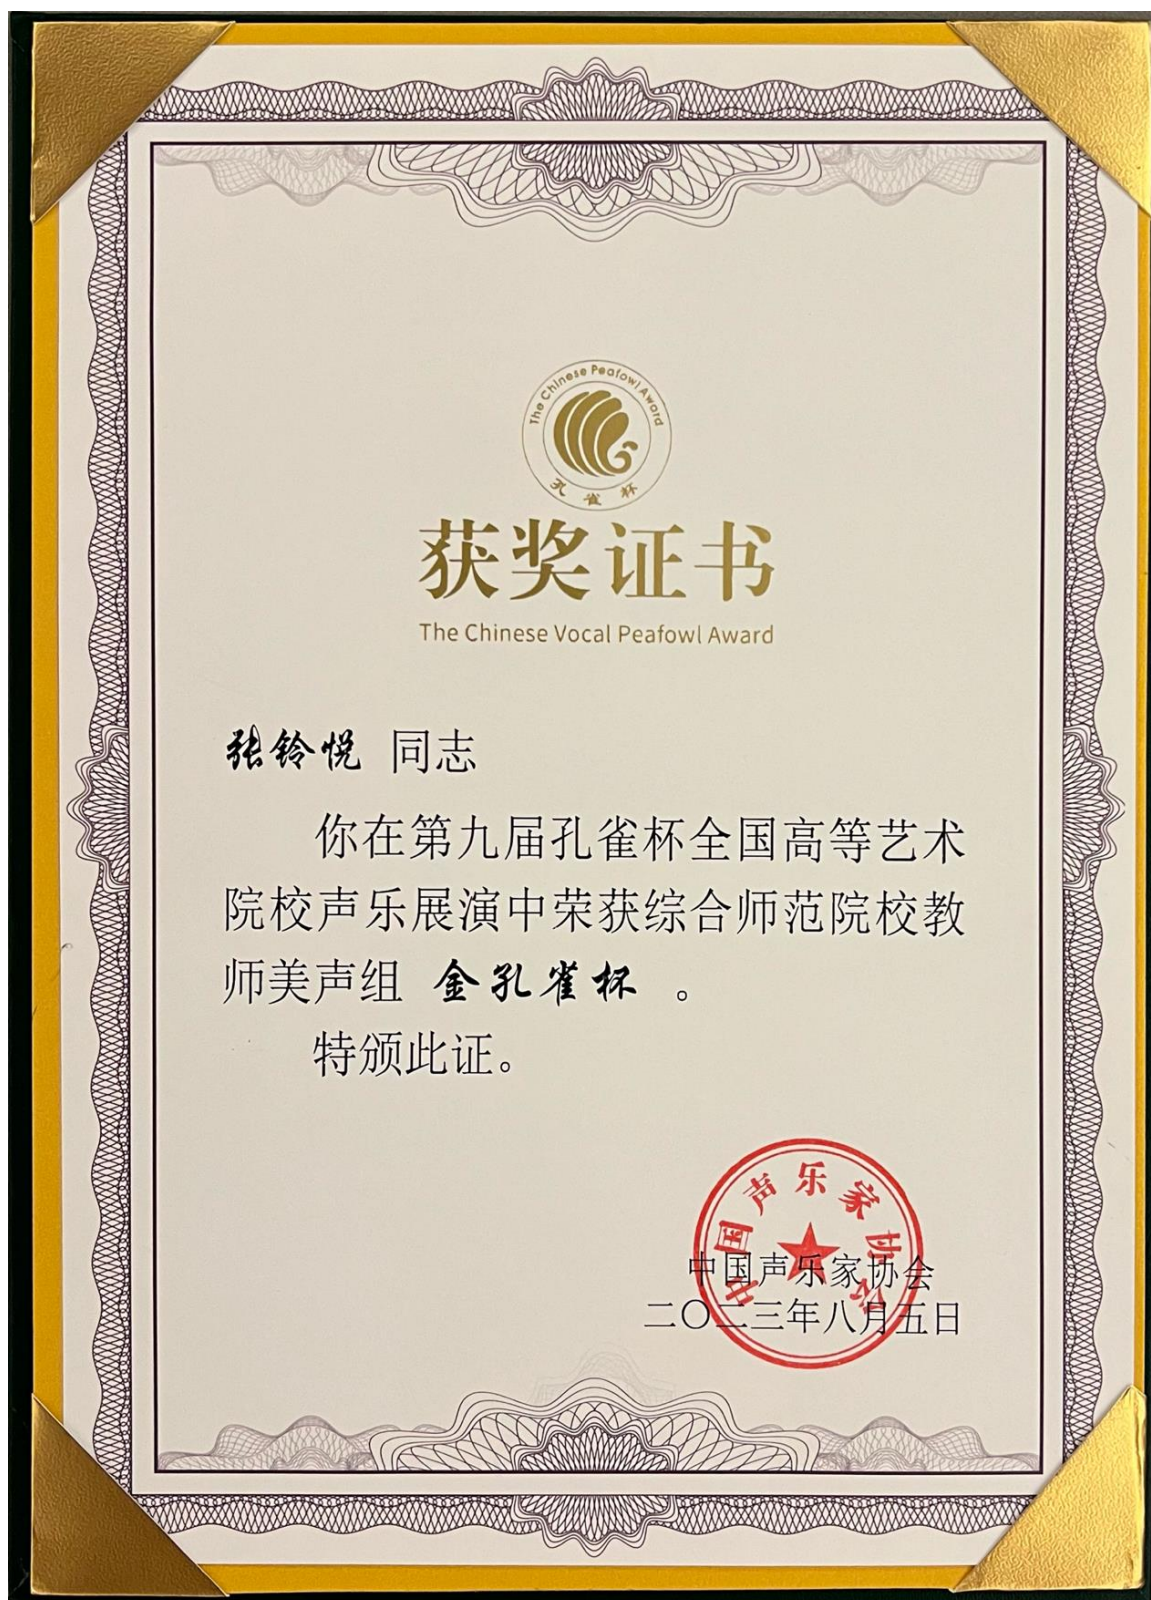 The Chinese Peafowl Award
孔雀杯
获奖证书
The Chinese Vocal Peafowl Award
张铃悦 同志
你在第九届孔雀杯全国高等艺术
院校声乐展演中荣获综合师范院校教
师美声组 金孔雀杯 。
特颁此证。
中国声乐家协会
中国声乐家协会
二〇二三年八月五日